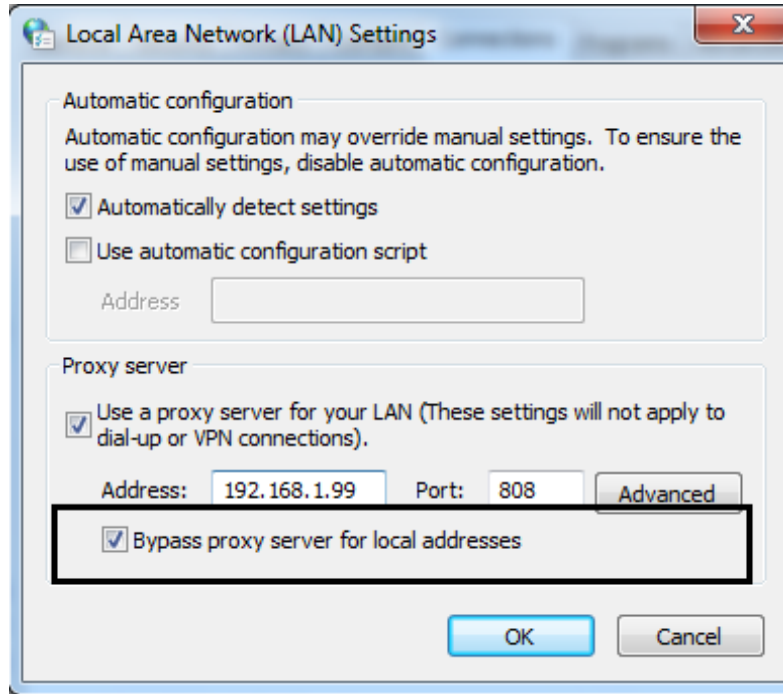 Local Area Network (LAN) Settings
Automatic configuration
Automatic configuration may override manual settings. To ensure the
use of manual settings, disable automatic configuration.
Automatically detect settings
Use automatic configuration script
Address
Proxy server
Use a proxy server for your LAN (These settings will not apply to
dial-up or VPN connections).
Address: 192.168.1.99 Port: 808 Advanced
Bypass proxy server for local addresses
OK Cancel